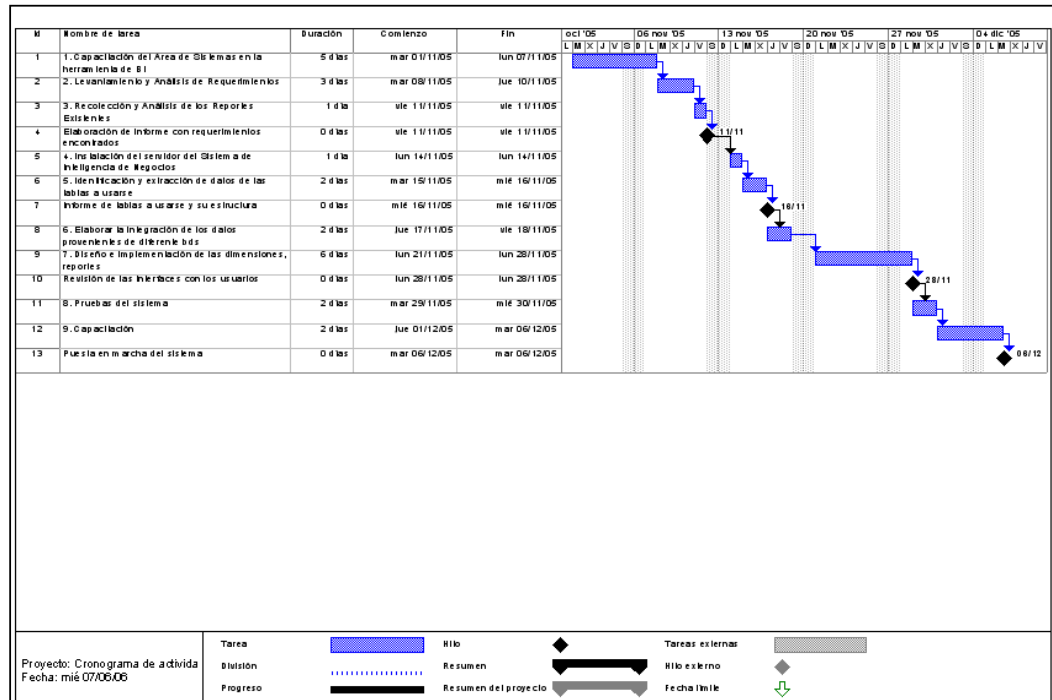 Id Nombre de tarea Duración Comienzo Fin
oct '05 06 nov '05 13 nov '05 20 nov '05 27 nov '05 04 dic '05
L M X J V S D L M X J V S D L M X J V S D L M X J V S D L M X J V S D L M X J V
1 1. Capacitación del Area de Sistemas en la 5 días mar 01/11/05 lun 07/11/05
herramienta de BI
2 2. Levantamiento y Análisis de Requerimientos 3 días mar 08/11/05 jue 10/11/05
3 3. Recolección y Análisis de los Reportes 1 día vie 11/11/05 vie 11/11/05
Existentes
4 Elaboración de informe con requerimientos 0 días vie 11/11/05 vie 11/11/05 11/11
encontrados
5 4. Instalación del servidor del Sistema de 1 día lun 14/11/05 lun 14/11/05
Inteligencia de Negocios
6 5. Identificación y extracción de datos de las 2 días mar 15/11/05 mié 16/11/05
tablas a usarse
7 Informe de tablas a usarse y su estructura 0 días mié 16/11/05 mié 16/11/05 16/11
8 6. Elaborar la integración de los datos 2 días jue 17/11/05 vie 18/11/05
provenientes de diferente bds
9 7. Diseño e implementación de las dimensiones, 6 días lun 21/11/05 lun 28/11/05
reportes
10 Revisión de las interfaces con los usuarios 0 días lun 28/11/05 lun 28/11/05 28/11
11 8. Pruebas del sistema 2 días mar 29/11/05 mié 30/11/05
12 9. Capacitación 2 días jue 01/12/05 mar 06/12/05
13 Puesta en marcha del sistema 0 días mar 06/12/05 mar 06/12/05 06/12
Proyecto: Cronograma de activida
Fecha: mié 07/06/06
Tarea Hito Tareas externas
División Resumen Hito externo
Progreso Resumen del proyecto Fecha límite